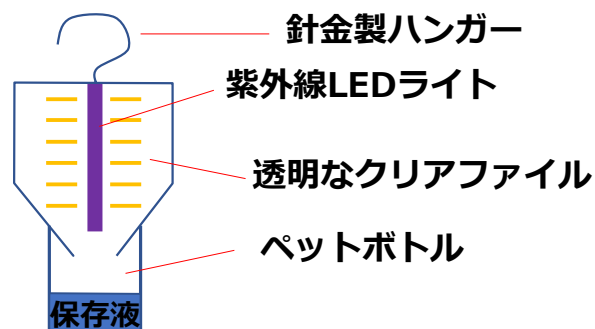 針金製ハンガー
紫外線LEDライト
透明なクリアファイル
ペットボトル
保存液